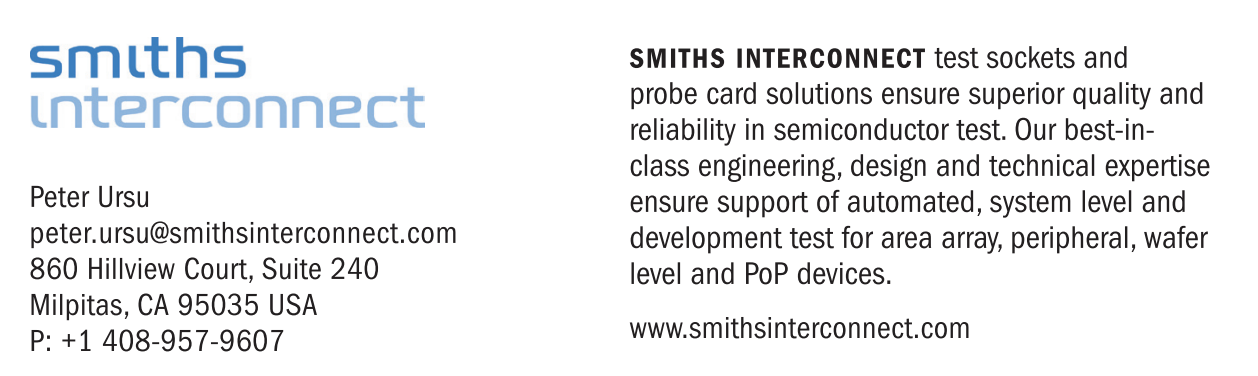 smiths
interconnect
Peter Ursu
peter.ursu@smithsinterconnect.com
860 Hillview Court, Suite 240
Milpitas, CA 95035 USA
P: +1 408-957-9607
SMITHS INTERCONNECT test sockets and
probe card solutions ensure superior quality and
reliability in semiconductor test. Our best-in-
class engineering, design and technical expertise
ensure support of automated, system level and
development test for area array, peripheral, wafer
level and PoP devices.
www.smithsinterconnect.com